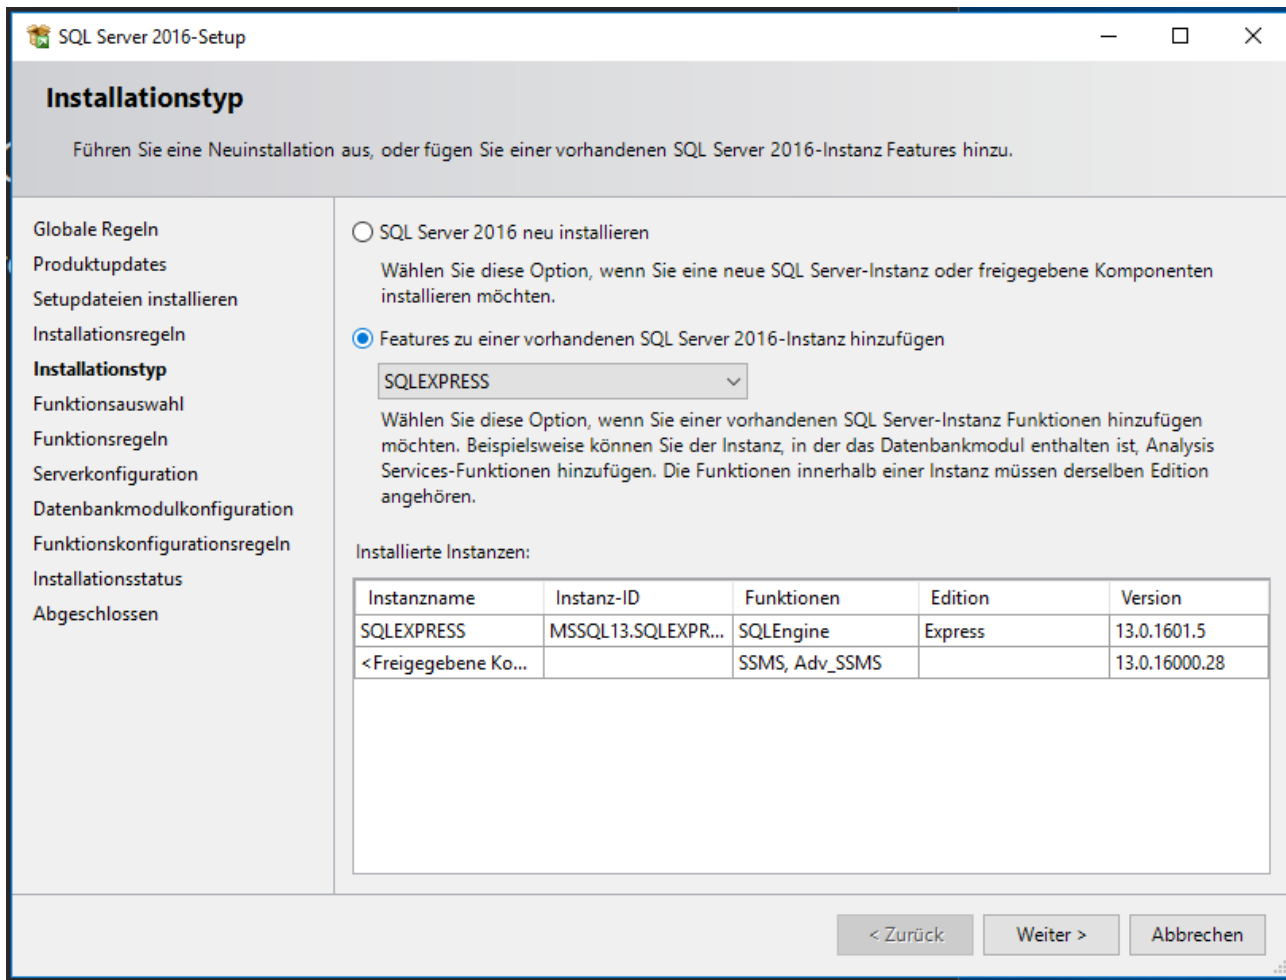 SQL Server 2016-Setup
Installationstyp
Führen Sie eine Neuinstallation aus, oder fügen Sie einer vorhandenen SQL Server 2016-Instanz Features hinzu.
Globale Regeln
Produktupdates
Setupdateien installieren
Installationsregeln
Installationstyp
Funktionsauswahl
Funktionsregeln
Serverkonfiguration
Datenbankmodulkonfiguration
Funktionskonfigurationsregeln
Installationsstatus
Abgeschlossen
SQL Server 2016 neu installieren
Wählen Sie diese Option, wenn Sie eine neue SQL Server-Instanz oder freigegebene Komponenten
installieren möchten.
Features zu einer vorhandenen SQL Server 2016-Instanz hinzufügen
SQLEXPRESS
Wählen Sie diese Option, wenn Sie einer vorhandenen SQL Server-Instanz Funktionen hinzufügen
möchten. Beispielsweise können Sie der Instanz, in der das Datenbankmodul enthalten ist, Analysis
Services-Funktionen hinzufügen. Die Funktionen innerhalb einer Instanz müssen derselben Edition
angehören.
Installierte Instanzen:
Instanzname Instanz-ID Funktionen Edition Version
SQLEXPRESS MSSQL13.SQLEXPR... SQLEngine Express 13.0.1601.5
<Freigegebene Ko... SSMS, Adv_SSMS 13.0.16000.28
< Zurück Weiter > Abbrechen